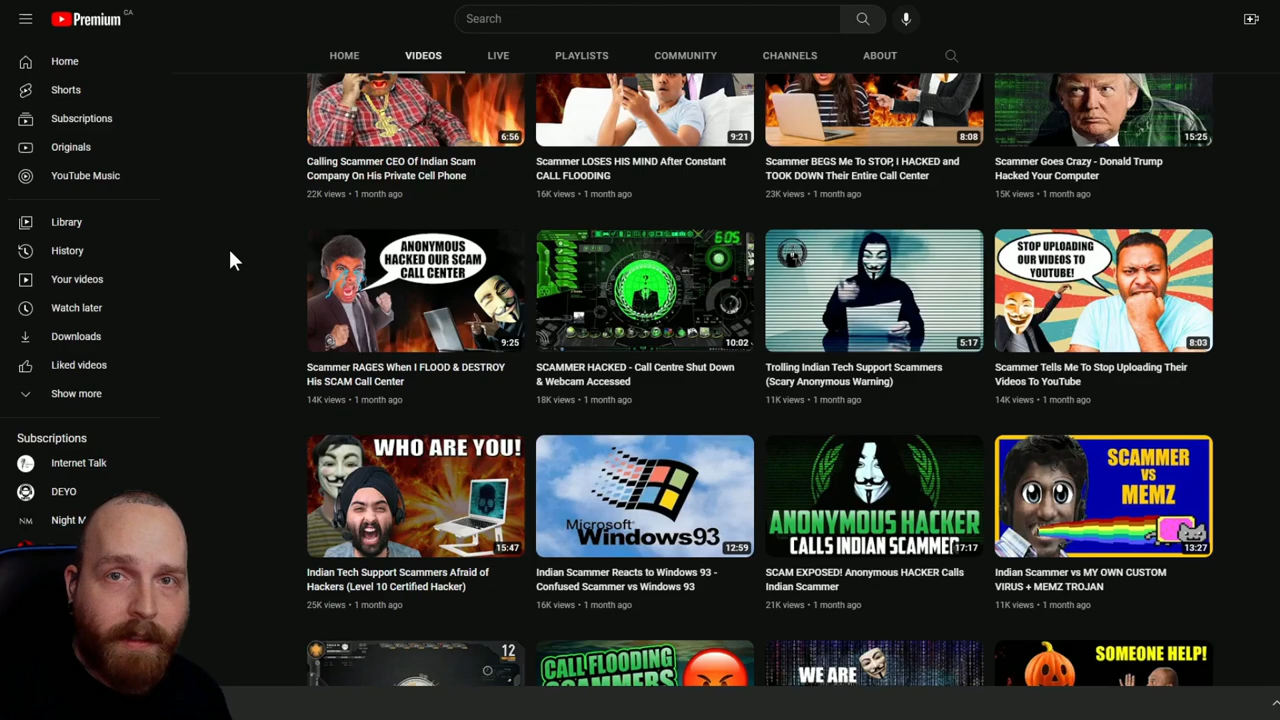 Premium CA
Search
HOME
VIDEOS
LIVE
PLAYLISTS
COMMUNITY
CHANNELS
ABOUT
Home
Shorts
Subscriptions
Originals
YouTube Music
Library
History
Your videos
Watch later
Downloads
Liked videos
Show more
Subscriptions
Internet Talk
DEYO
Night M
6:56
9:21
8:08
15:25
Calling Scammer CEO Of Indian Scam
Company On His Private Cell Phone
22K views • 1 month ago
Scammer LOSES HIS MIND After Constant
CALL FLOODING
16K views • 1 month ago
Scammer BEGS Me To STOP, I HACKED and
TOOK DOWN Their Entire Call Center
23K views • 1 month ago
Scammer Goes Crazy - Donald Trump
Hacked Your Computer
15K views • 1 month ago
ANONYMOUS
HACKED OUR SCAM
CALL CENTER
9:25
6:05
10:02
5:17
STOP UPLOADING
OUR VIDEOS TO
YOUTUBE!
8:03
Scammer RAGES When I FLOOD & DESTROY
His SCAM Call Center
14K views • 1 month ago
SCAMMER HACKED - Call Centre Shut Down
& Webcam Accessed
18K views • 1 month ago
Trolling Indian Tech Support Scammers
(Scary Anonymous Warning)
11K views • 1 month ago
Scammer Tells Me To Stop Uploading Their
Videos To YouTube
14K views • 1 month ago
WHO ARE YOU!
15:47
Microsoft
Windows93
12:59
ANONYMOUS HACKER
CALLS INDIAN SCAMMER
17:17
SCAMMER
VS
MEMZ
13:27
Indian Tech Support Scammers Afraid of
Hackers (Level 10 Certified Hacker)
25K views • 1 month ago
Indian Scammer Reacts to Windows 93 -
Confused Scammer vs Windows 93
16K views • 1 month ago
SCAM EXPOSED! Anonymous HACKER Calls
Indian Scammer
21K views • 1 month ago
Indian Scammer vs MY OWN CUSTOM
VIRUS + MEMZ TROJAN
11K views • 1 month ago
12
CALL FLOODING
SCAMMERS
WE ARE
SOMEONE HELP!